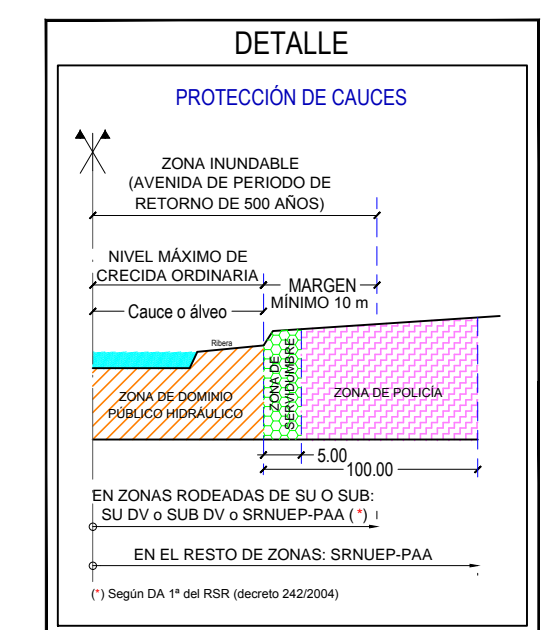 DETALLE
PROTECCIÓN DE CAUCES
ZONA INUNDABLE
(AVENIDA DE PERIODO DE
RETORNO DE 500 AÑOS)
NIVEL MÁXIMO DE
CRECIDA ORDINARIA
MARGEN
MÍNIMO 10 m
Cauce o álveo
Ribera
ZONA DE DOMINIO
PÚBLICO HIDRÁULICO
ZONA DE
SERVIDUMBRE
ZONA DE POLICÍA
5.00
100.00
EN ZONAS RODEADAS DE SU O SUB:
SU DV o SUB DV o SRNUEP-PAA (*)
EN EL RESTO DE ZONAS: SRNUEP-PAA
(*) Según DA 1ª del RSR (decreto 242/2004)